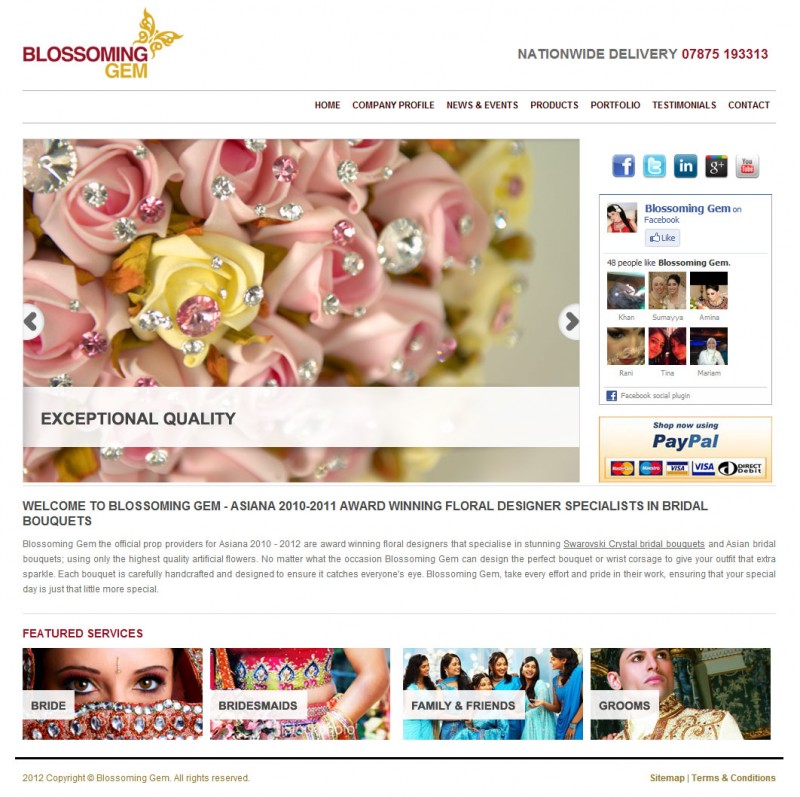 BLOSSOMING
GEM
NATIONWIDE DELIVERY 07875 193313
HOME COMPANY PROFILE NEWS & EVENTS PRODUCTS PORTFOLIO TESTIMONIALS CONTACT
EXCEPTIONAL QUALITY
f t in g+ You Tube
Blossoming Gem on
Facebook
Like
48 people like Blossoming Gem.
Khan Sumayya Amina
Rani Tina Mariam
Facebook social plugin
Shop now using
PayPal
MasterCard Maestro VISA VISA DIRECT Debit
WELCOME TO BLOSSOMING GEM - ASIANA 2010-2011 AWARD WINNING FLORAL DESIGNER SPECIALISTS IN BRIDAL
BOUQUETS
Blossoming Gem the official prop providers for Asiana 2010 - 2012 are award winning floral designers that specialise in stunning Swarovski Crystal bridal bouquets and Asian bridal
bouquets; using only the highest quality artificial flowers. No matter what the occasion Blossoming Gem can design the perfect bouquet or wrist corsage to give your outfit that extra
sparkle. Each bouquet is carefully handcrafted and designed to ensure it catches everyone's eye. Blossoming Gem, take every effort and pride in their work, ensuring that your special
day is just that little more special.
FEATURED SERVICES
BRIDE
BRIDESMAIDS
FAMILY & FRIENDS
GROOMS
2012 Copyright © Blossoming Gem. All rights reserved.
Sitemap | Terms & Conditions